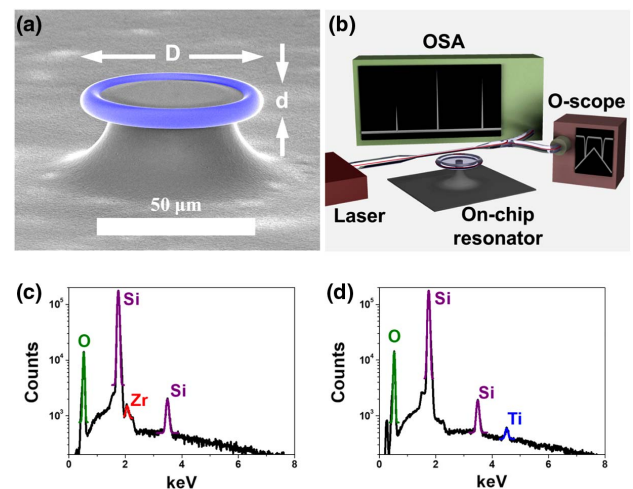 (a)
D
d
50 μm
(b)
OSA
O-scope
Laser
On-chip
resonator
(c)
Counts
10⁵
10⁴
10³
O
Si
Zr
Si
0 2 4 6 8
keV
(d)
Counts
10⁵
10⁴
10³
O
Si
Si
Ti
0 2 4 6 8
keV